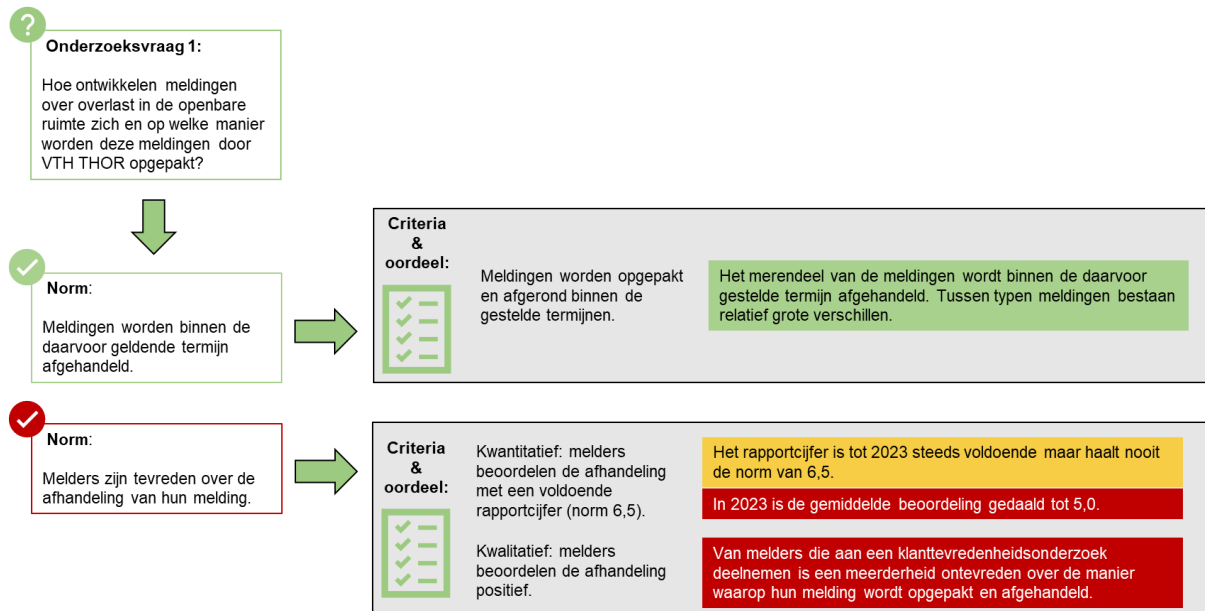 ?
Onderzoeksvraag 1:
Hoe ontwikkelen meldingen
over overlast in de openbare
ruimte zich en op welke manier
worden deze meldingen door
VTH THOR opgepakt?
Norm:
Meldingen worden binnen de
daarvoor geldende termijn
afgehandeld.
Criteria
&
oordeel:
Meldingen worden opgepakt
en afgerond binnen de
gestelde termijnen.
Het merendeel van de meldingen wordt binnen de daarvoor
gestelde termijn afgehandeld. Tussen typen meldingen bestaan
relatief grote verschillen.
Norm:
Melders zijn tevreden over de
afhandeling van hun melding.
Criteria
&
oordeel:
Kwantitatief: melders
beoordelen de afhandeling
met een voldoende
rapportcijfer (norm 6,5).
Het rapportcijfer is tot 2023 steeds voldoende maar haalt nooit
de norm van 6,5.
In 2023 is de gemiddelde beoordeling gedaald tot 5,0.
Kwalitatief: melders
beoordelen de afhandeling
positief.
Van melders die aan een klanttevredenheidsonderzoek
deelnemen is een meerderheid ontevreden over de manier
waarop hun melding wordt opgepakt en afgehandeld.